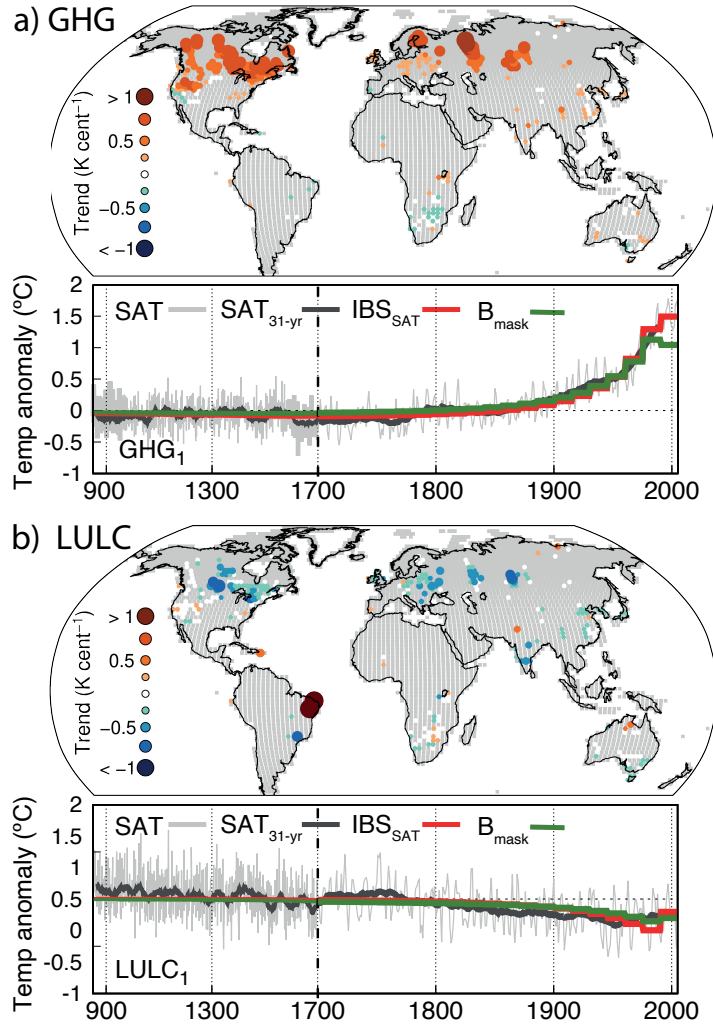 a) GHG
Trend (K cent⁻¹)
> 1
0.5
−0.5
< −1
Temp anomaly (ºC)
2
1.5
1
0.5
0
-0.5
-1
SAT SAT31-yr IBSSAT Bmask
GHG1
900 1300 1700 1800 1900 2000
b) LULC
Trend (K cent⁻¹)
> 1
0.5
−0.5
< −1
Temp anomaly (ºC)
2
1.5
1
0.5
0
-0.5
-1
SAT SAT31-yr IBSSAT Bmask
LULC1
900 1300 1700 1800 1900 2000